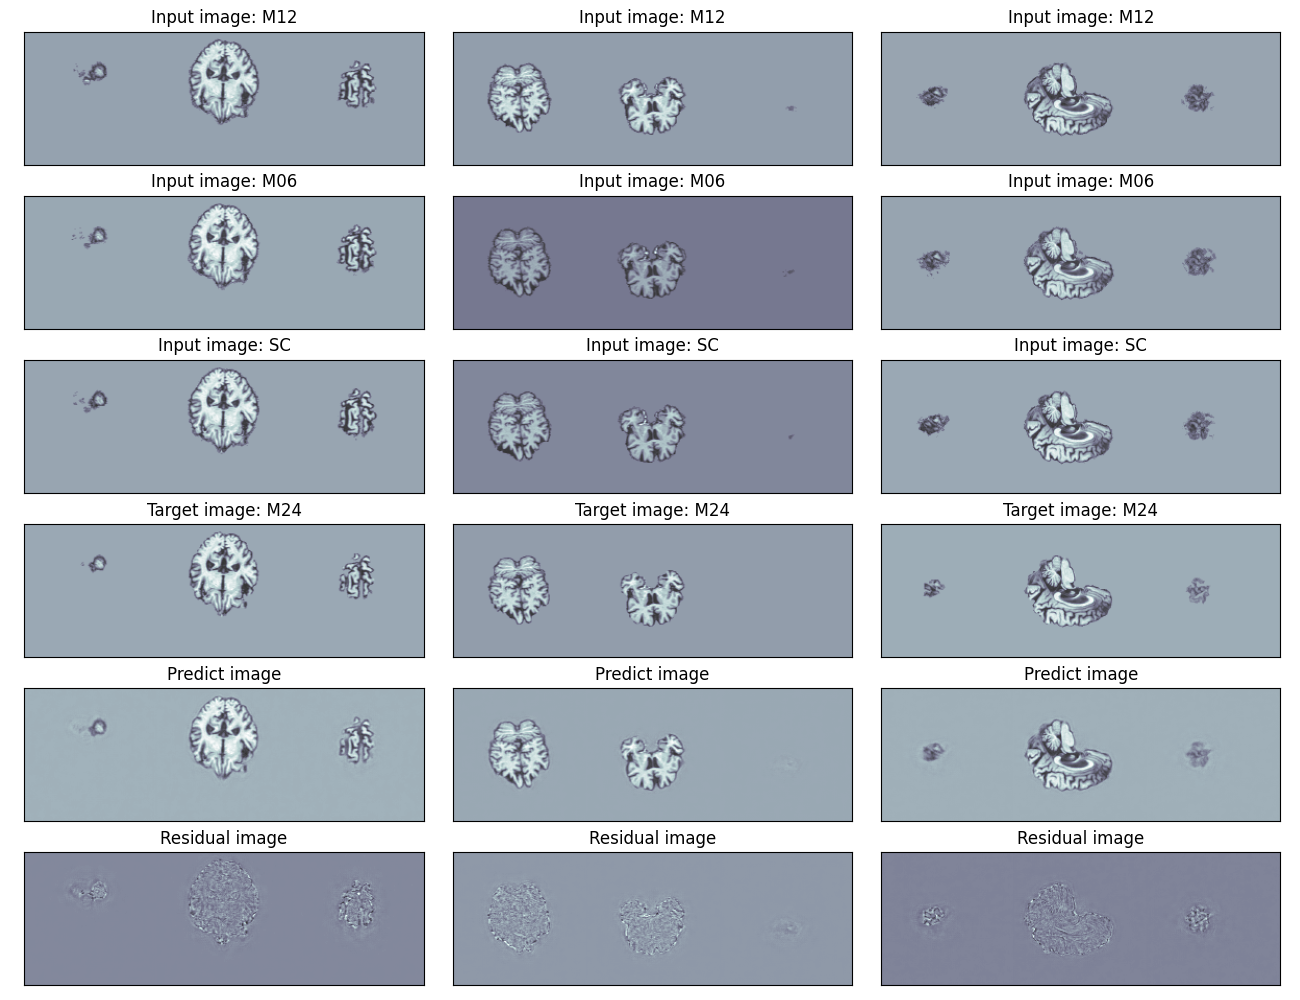 Input image: M12 Input image: M12 Input image: M12
Input image: M06 Input image: M06 Input image: M06
Input image: SC Input image: SC Input image: SC
Target image: M24 Target image: M24 Target image: M24
Predict image Predict image Predict image
Residual image Residual image Residual image